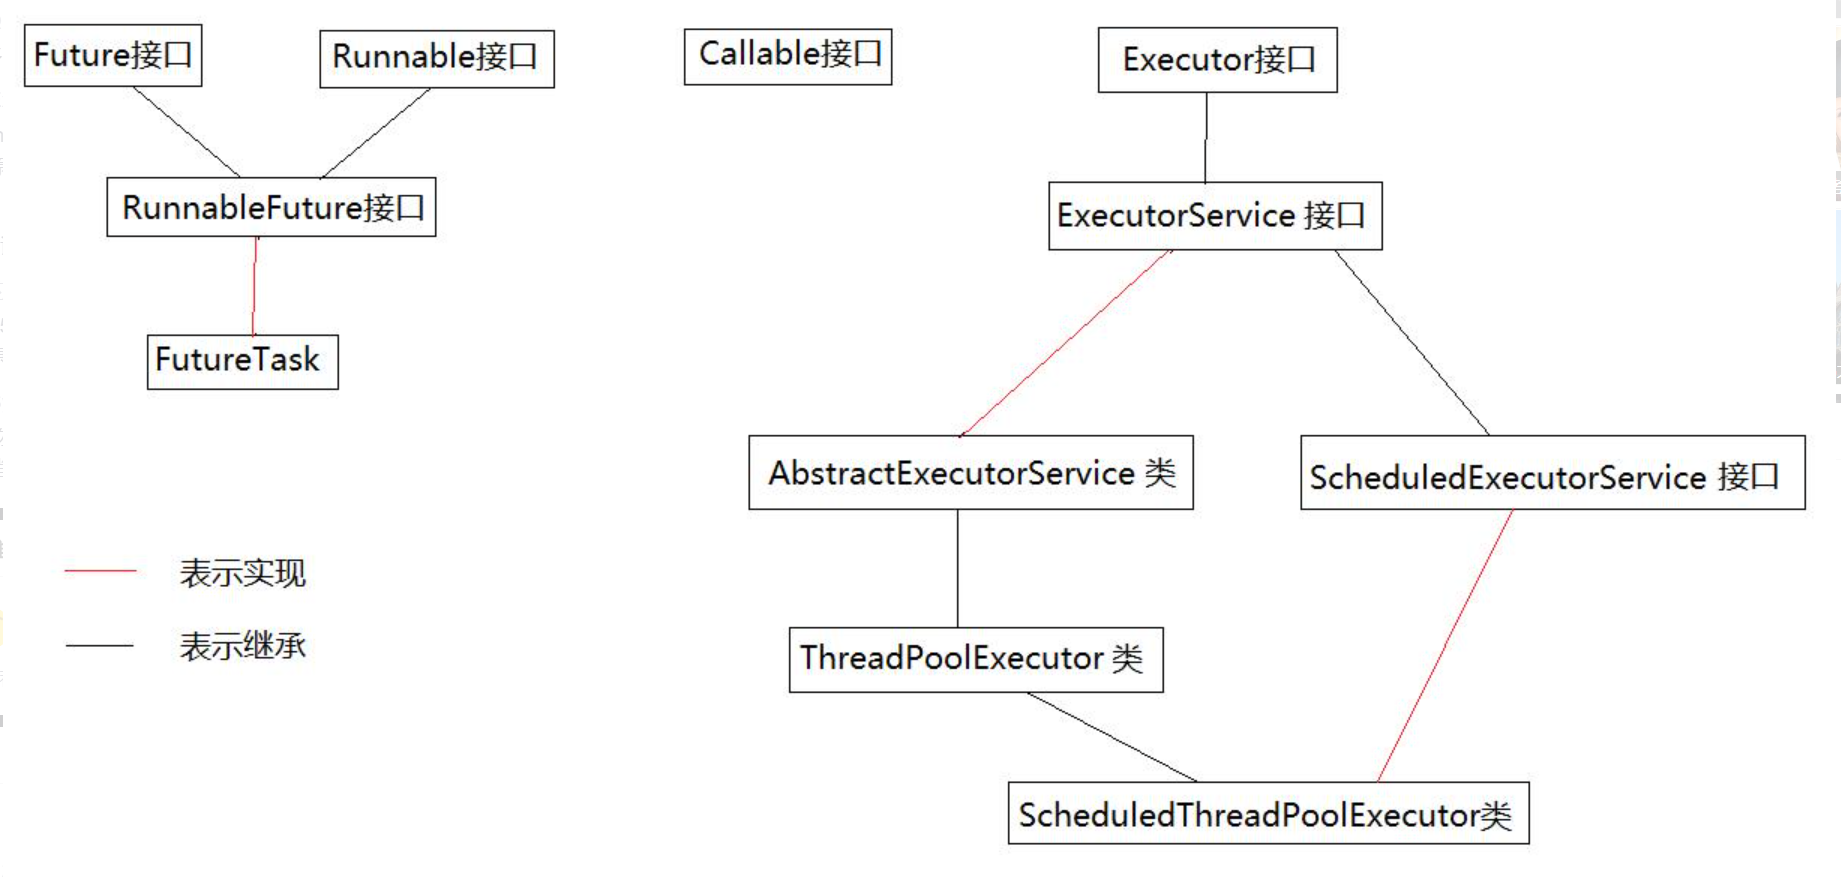 Future接口
Runnable接口
Callable接口
Executor接口
RunnableFuture接口
ExecutorService 接口
FutureTask
AbstractExecutorService 类
ScheduledExecutorService 接口
表示实现
表示继承
ThreadPoolExecutor 类
ScheduledThreadPoolExecutor类